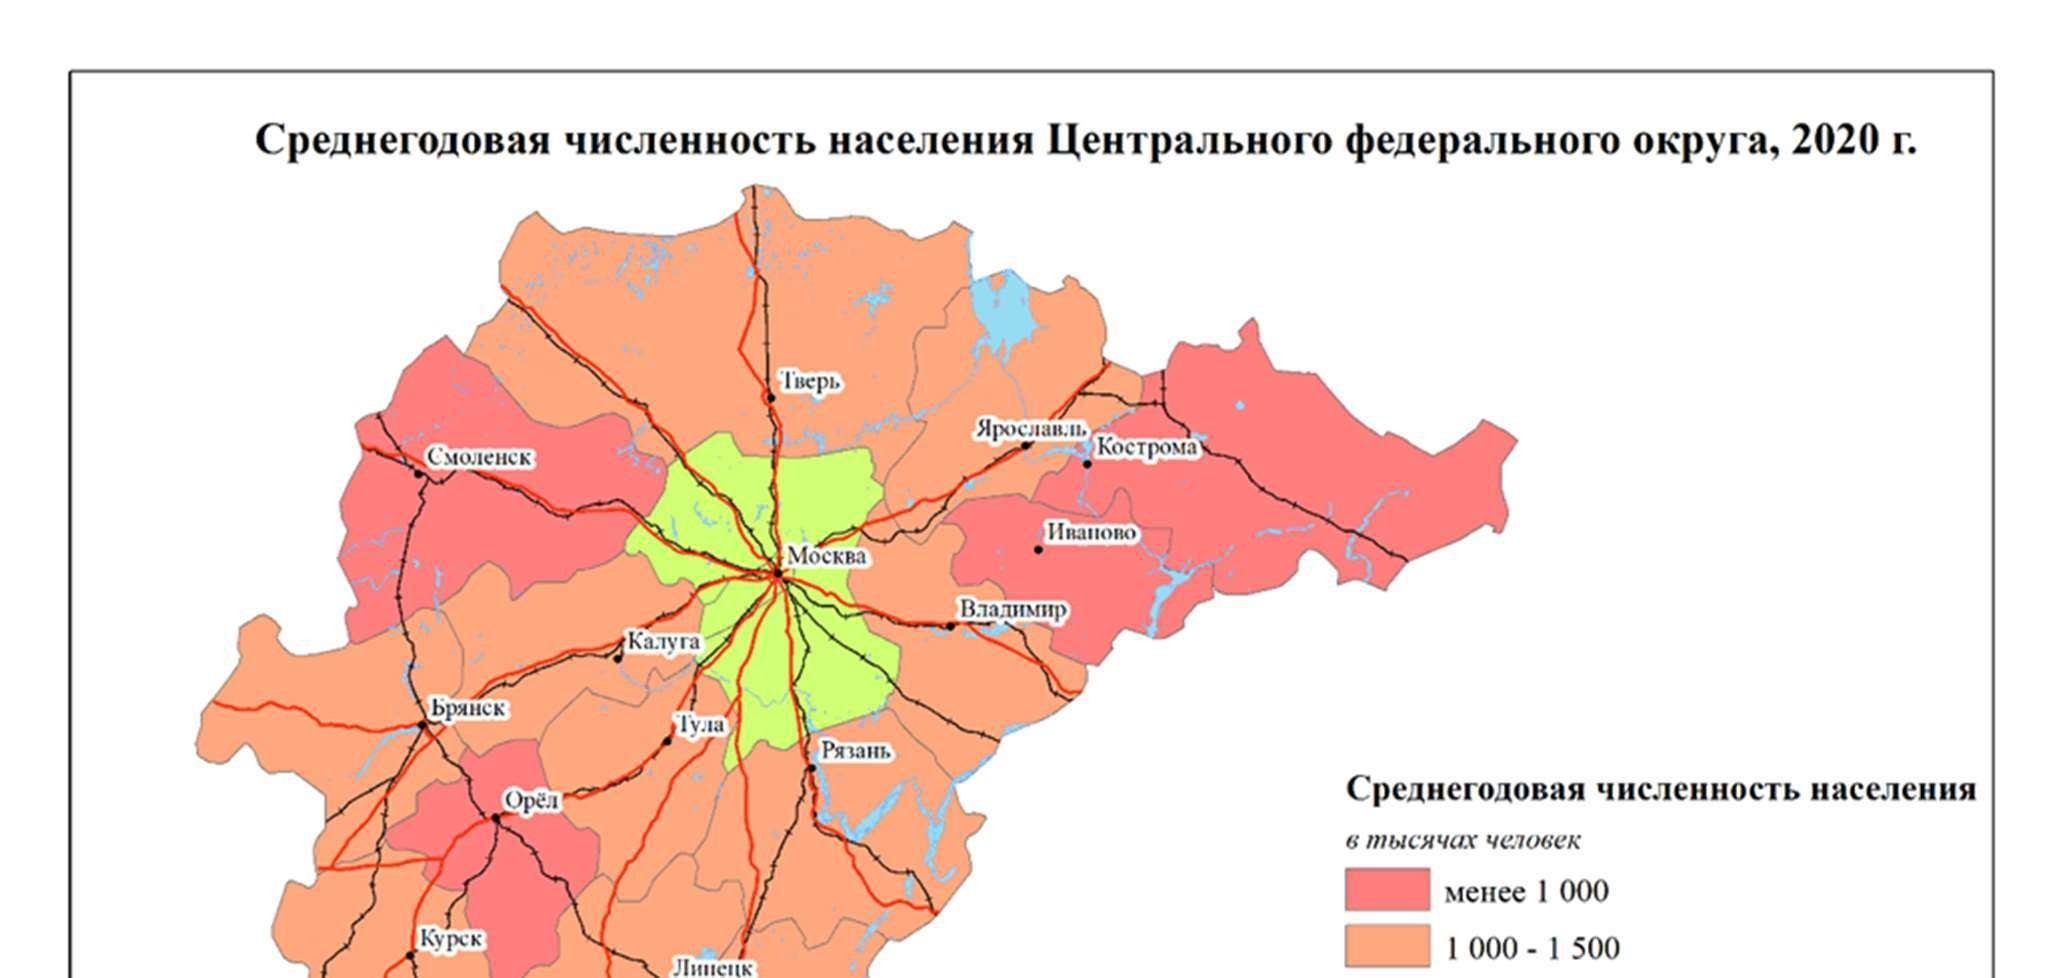 Среднегодовая численность населения Центрального федерального округа, 2020 г.
Тверь
Ярославль
Кострома
Смоленск
Иваново
Москва
Владимир
Калуга
Брянск
Тула
Рязань
Орёл
Среднегодовая численность населения
в тысячах человек
менее 1 000
Курск
1 000 - 1 500
Липецк